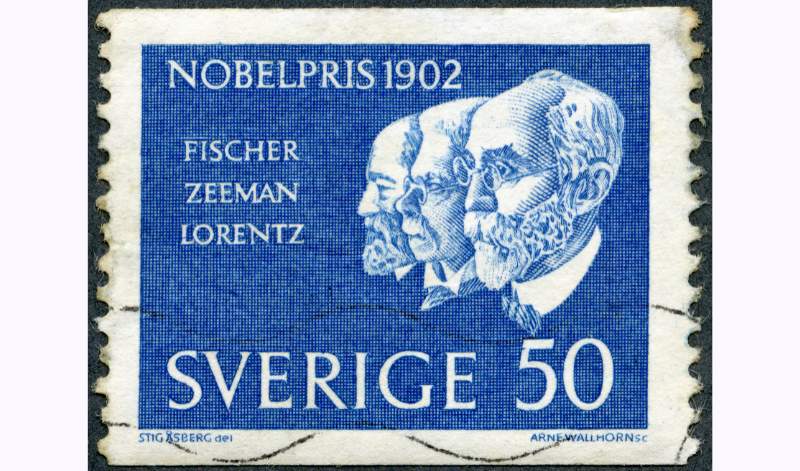 NOBELPRIS 1902
FISCHER
ZEEMAN
LORENTZ
SVERIGE 50
STIG ÅSBERG del
ARNE WALLHORN sc